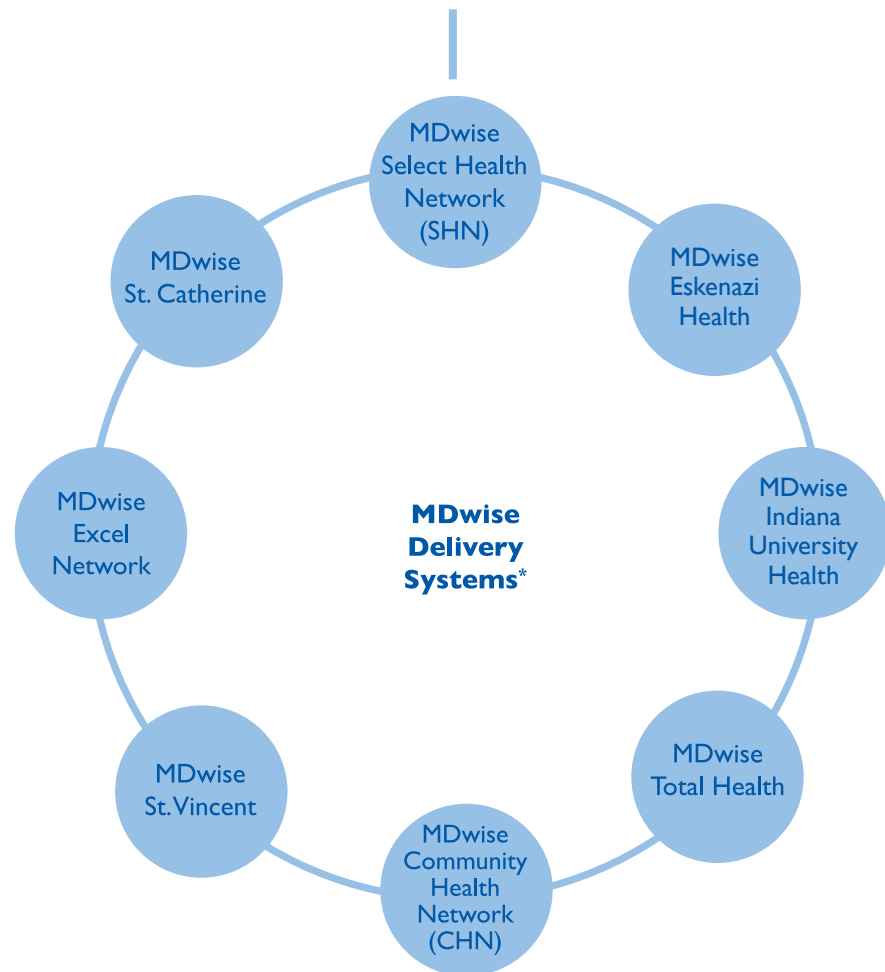 MDwise
Select Health
Network
(SHN)
MDwise
Eskenazi
Health
MDwise
Indiana
University
Health
MDwise
Total Health
MDwise
Community
Health
Network
(CHN)
MDwise
St. Vincent
MDwise
Excel
Network
MDwise
St. Catherine
MDwise
Delivery
Systems*